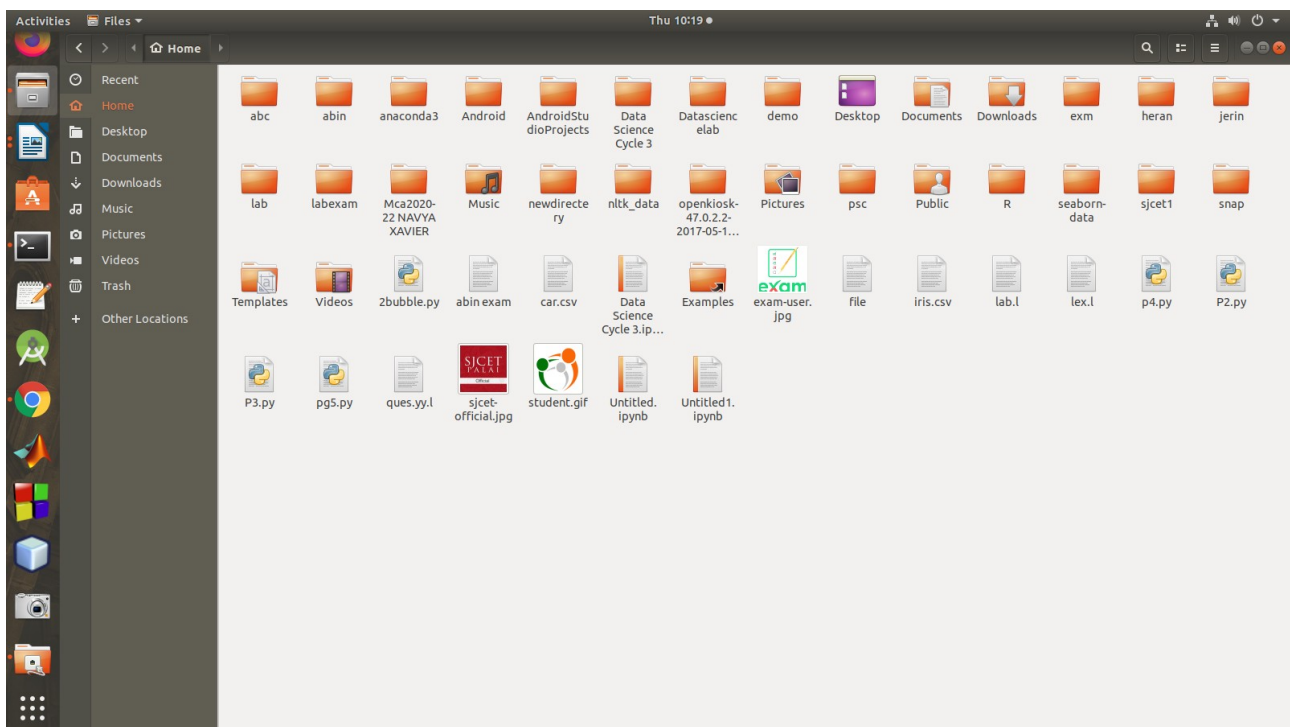 Activities Files Thu 10:19
Home
Recent
Home
Desktop
Documents
Downloads
Music
Pictures
Videos
Trash
Other Locations
abc
abin
anaconda3
Android
AndroidStu
dioProjects
Data
Science
Cycle 3
Datascienc
elab
demo
Desktop
Documents
Downloads
exm
heran
jerin
lab
labexam
Mca2020-
22 NAVYA
XAVIER
Music
newdirecte
ry
nltk_data
openkiosk-
47.0.2.2-
2017-05-1...
Pictures
psc
Public
R
seaborn-
data
sjcet1
snap
Templates
Videos
2bubble.py
abin exam
car.csv
Data
Science
Cycle 3.ip...
Examples
exam
exam-user.
jpg
file
iris.csv
lab.l
lex.l
p4.py
P2.py
P3.py
pg5.py
ques.yy.l
SJCET
PALAI
Official
sjcet-
official.jpg
student.gif
Untitled.
ipynb
Untitled1.
ipynb